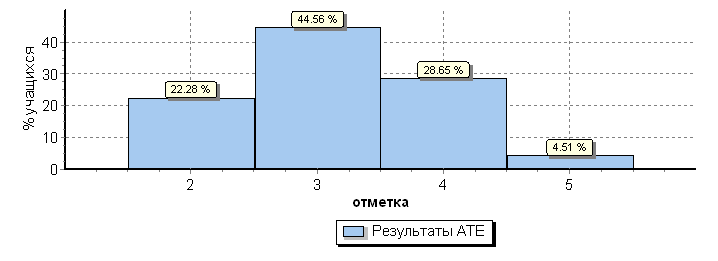 44.56 %
28.65 %
22.28 %
4.51 %
% учащихся
40
30
20
10
0
2 3 4 5
отметка
Результаты АТЕ